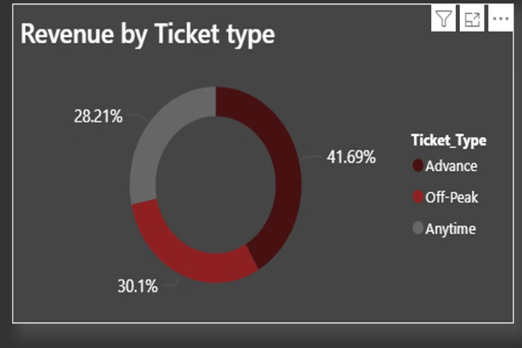 Revenue by Ticket type
28.21%
41.69%
30.1%
Ticket_Type
Advance
Off-Peak
Anytime